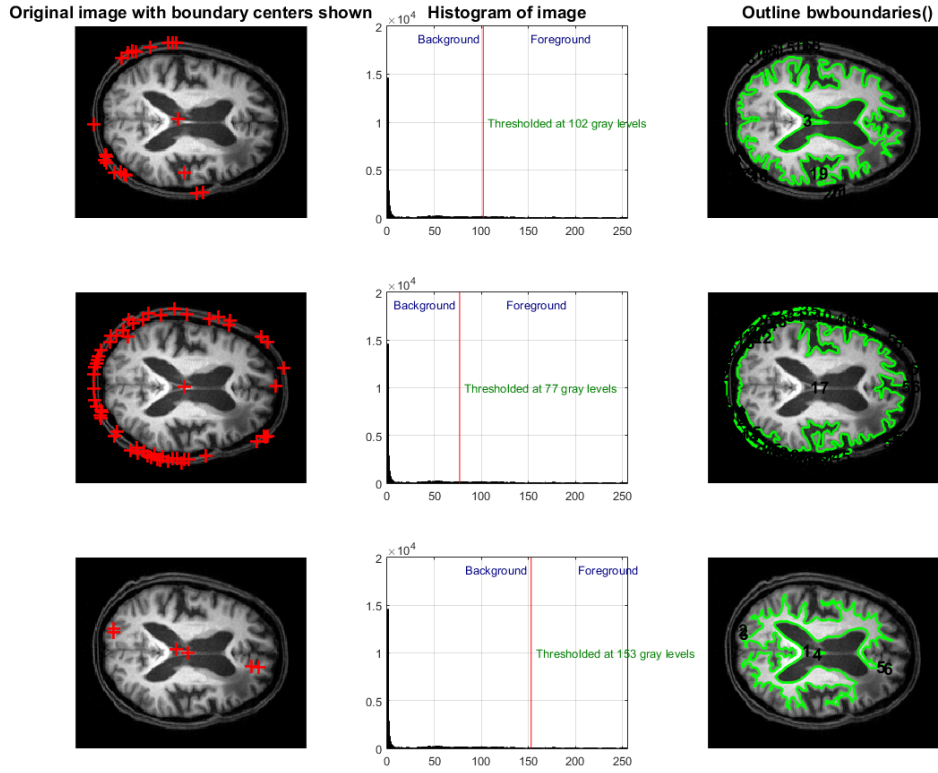 Original image with boundary centers shown
Histogram of image
Outline bwboundaries()
×10⁴
2
1.5
1
0.5
0
0 50 100 150 200 250
Background
Foreground
Thresholded at 102 gray levels
3
19
×10⁴
2
1.5
1
0.5
0
0 50 100 150 200 250
Background
Foreground
Thresholded at 77 gray levels
17
×10⁴
2
1.5
1
0.5
0
0 50 100 150 200 250
Background
Foreground
Thresholded at 153 gray levels
4
56